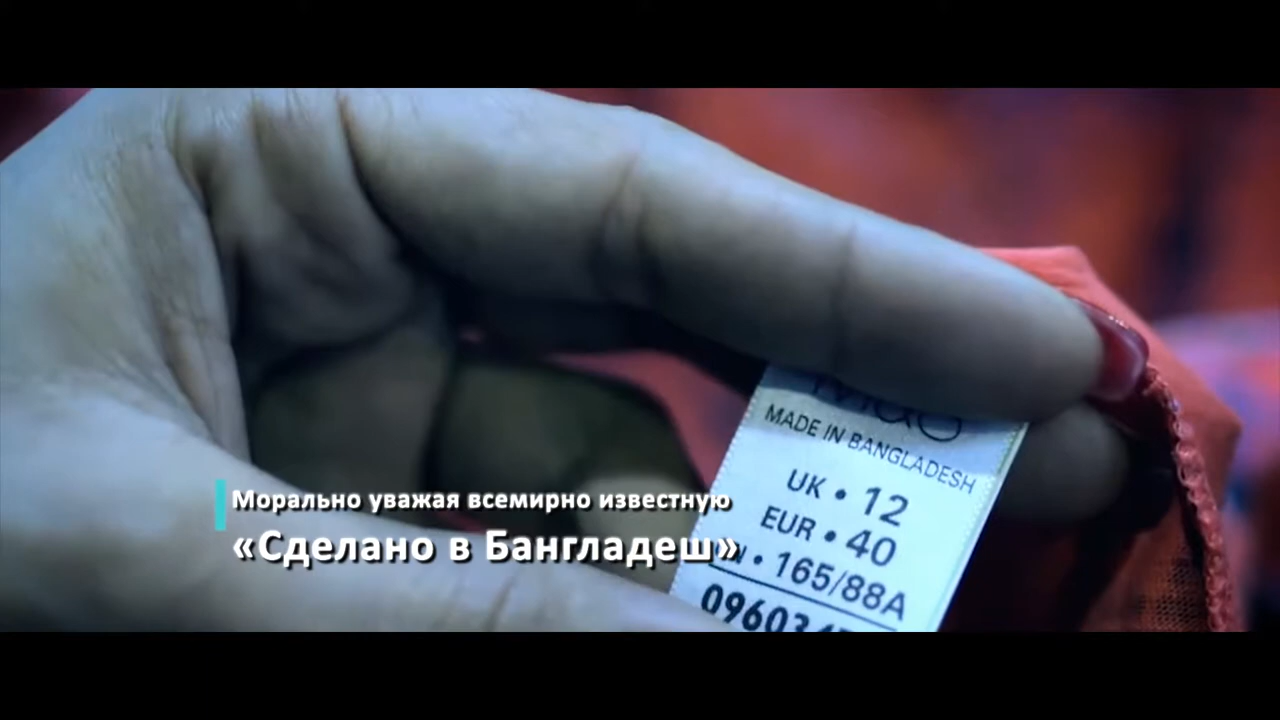 MADE IN BANGLADESH
UK • 12
EUR • 40
• 165/88A
Морально уважая всемирно известную
«Сделано в Бангладеш»